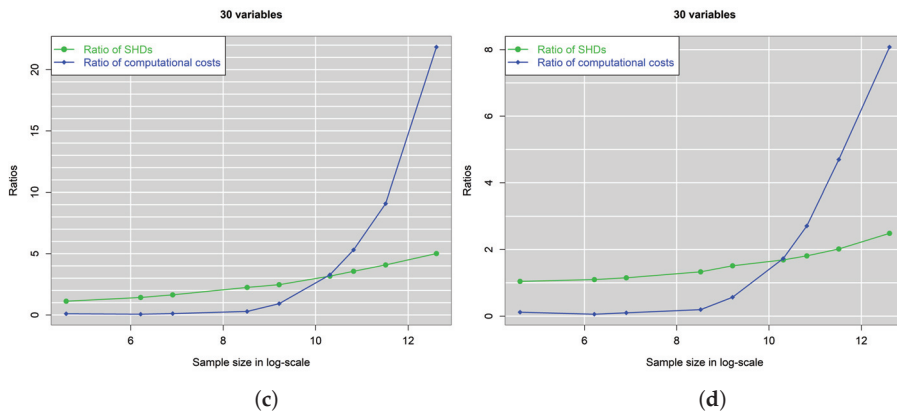 30 variables
Ratio of SHDs
Ratio of computational costs
Ratios
0
5
10
15
20
6
8
10
12
Sample size in log-scale
(c)
30 variables
Ratio of SHDs
Ratio of computational costs
Ratios
0
2
4
6
8
6
8
10
12
Sample size in log-scale
(d)